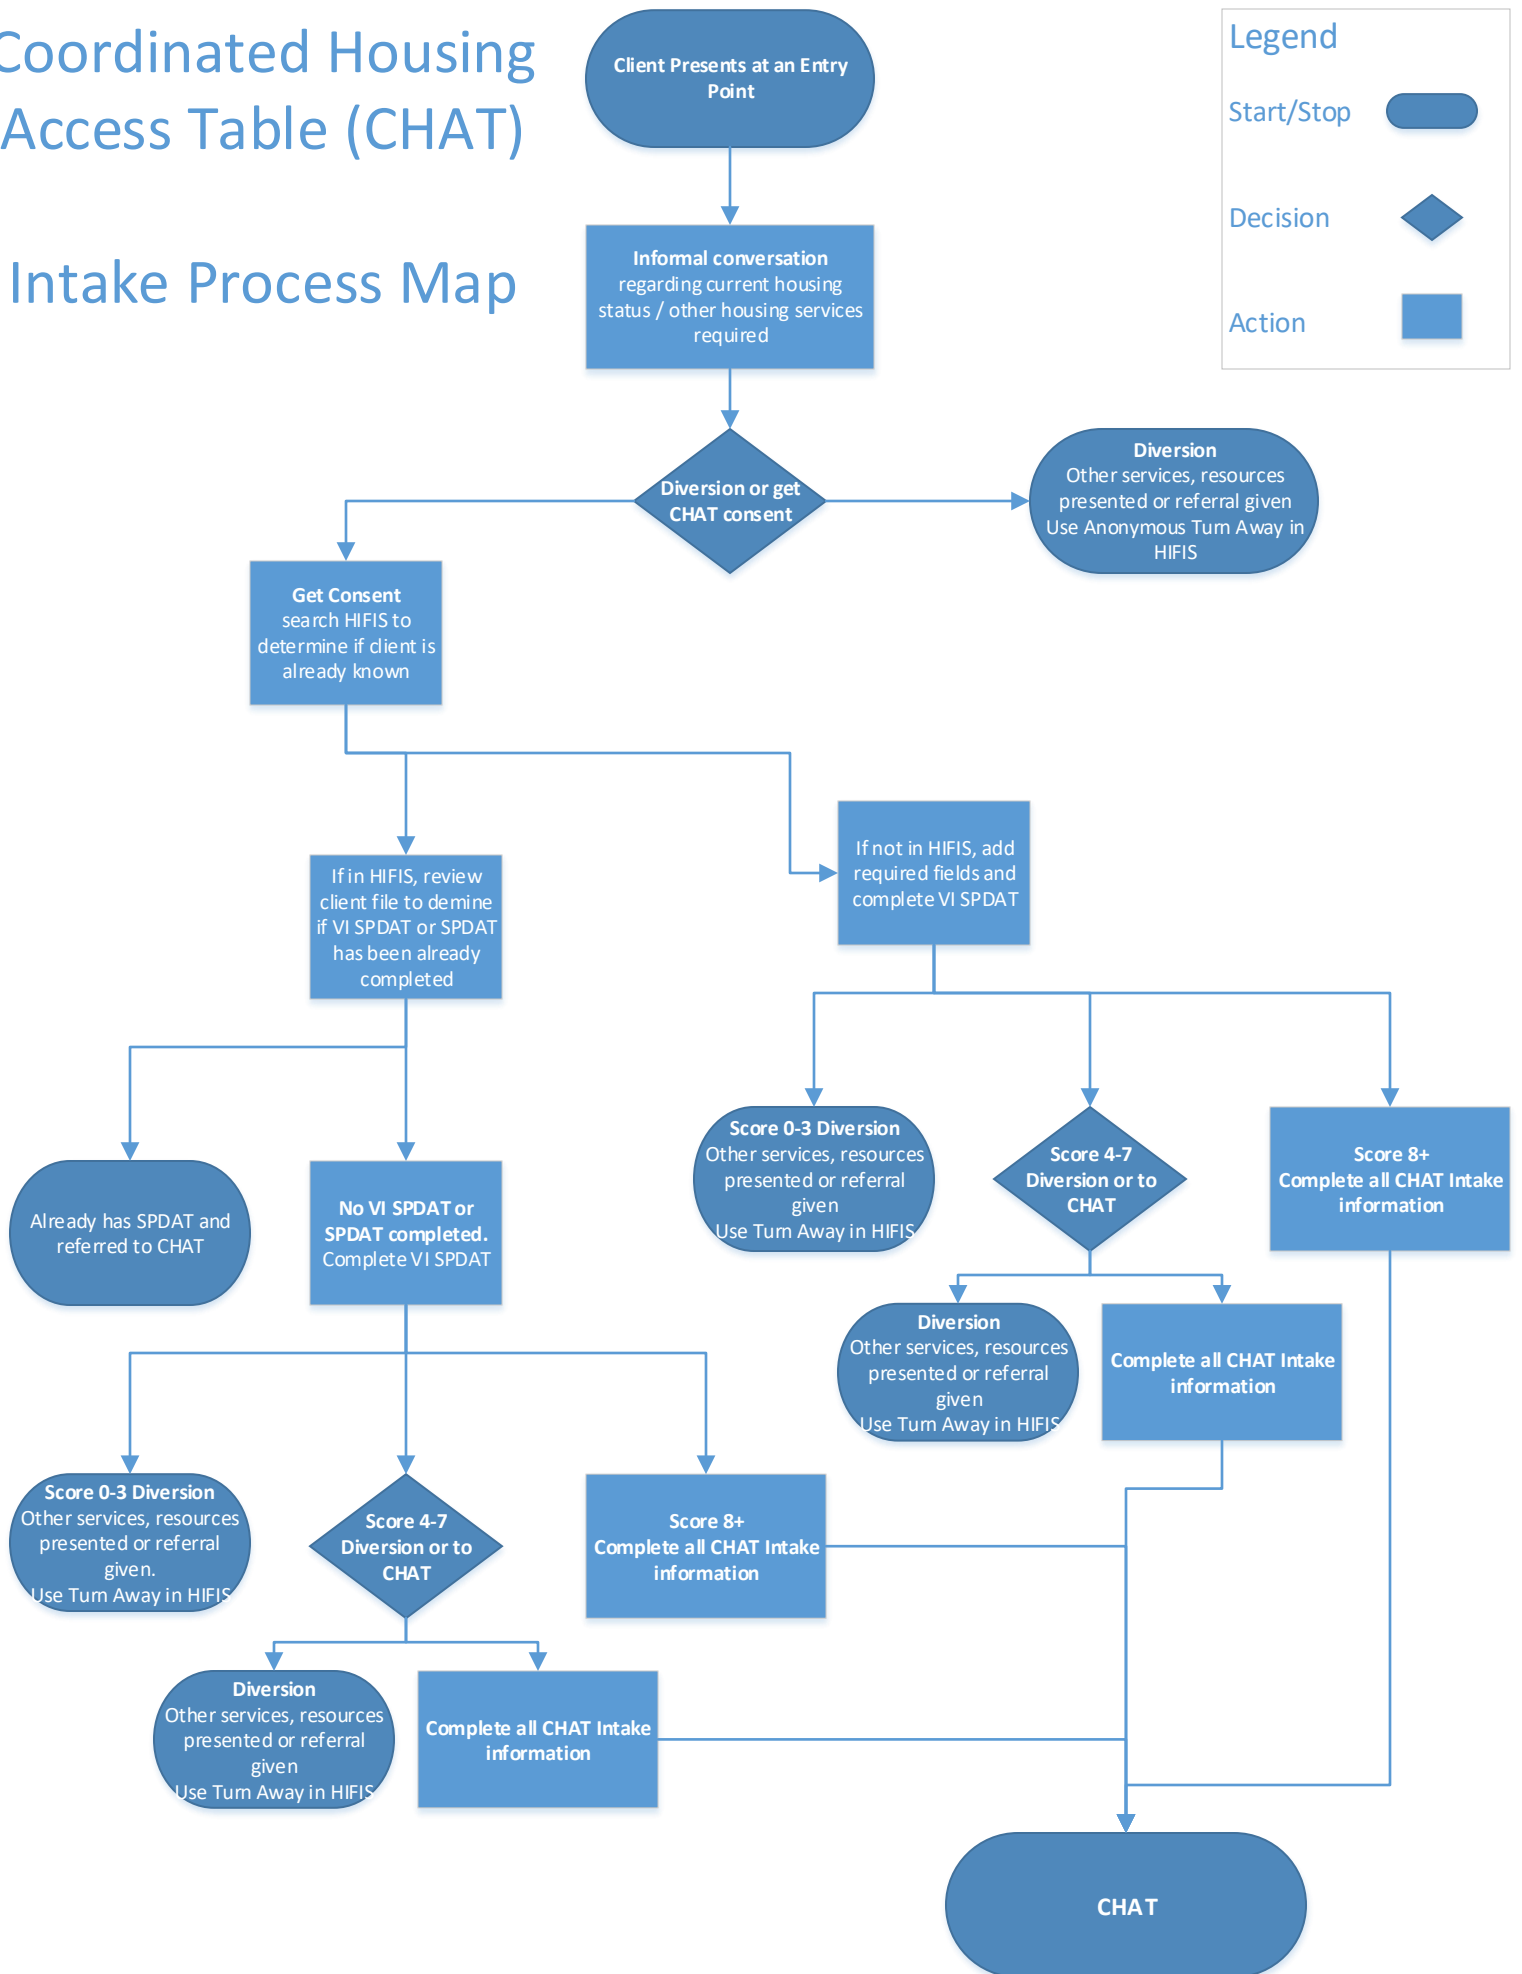 Coordinated Housing
Access Table (CHAT)
Intake Process Map
Client Presents at an Entry
Point
Legend
Start/Stop
Decision
Action
Informal conversation
regarding current housing
status / other housing services
required
Diversion or get
CHAT consent
Diversion
Other services, resources
presented or referral given
Use Anonymous Turn Away in
HIFIS
Get Consent
search HIFIS to
determine if client is
already known
If in HIFIS, review
client file to demine
if VI SPDAT or SPDAT
has been already
completed
If not in HIFIS, add
required fields and
complete VI SPDAT
Already has SPDAT and
referred to CHAT
No VI SPDAT or
SPDAT completed.
Complete VI SPDAT
Score 0-3 Diversion
Other services, resources
presented or referral
given
Use Turn Away in HIFIS
Score 4-7
Diversion or to
CHAT
Score 8+
Complete all CHAT Intake
information
Diversion
Other services, resources
presented or referral
given
Use Turn Away in HIFIS
Complete all CHAT Intake
information
Score 0-3 Diversion
Other services, resources
presented or referral
given.
Use Turn Away in HIFIS
Score 4-7
Diversion or to
CHAT
Score 8+
Complete all CHAT Intake
information
Diversion
Other services, resources
presented or referral
given
Use Turn Away in HIFIS
Complete all CHAT Intake
information
CHAT